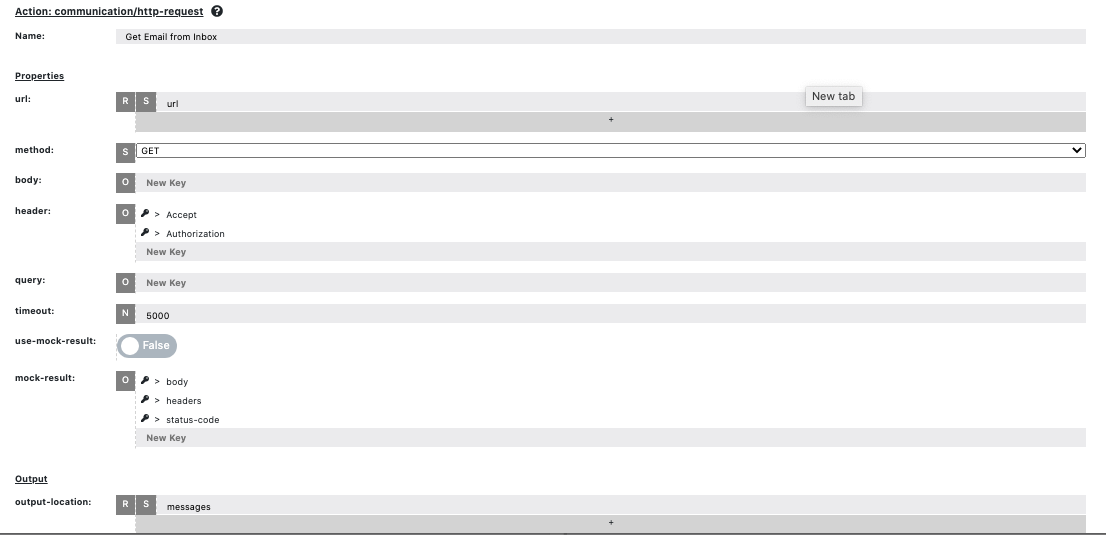 Action: communication/http-request ?
Name: Get Email from Inbox
Properties
url: R S url
New tab
+
method: S GET
body: O New Key
header: O > Accept
> Authorization
New Key
query: O New Key
timeout: N 5000
use-mock-result: False
mock-result: O > body
> headers
> status-code
New Key
Output
output-location: R S messages
+